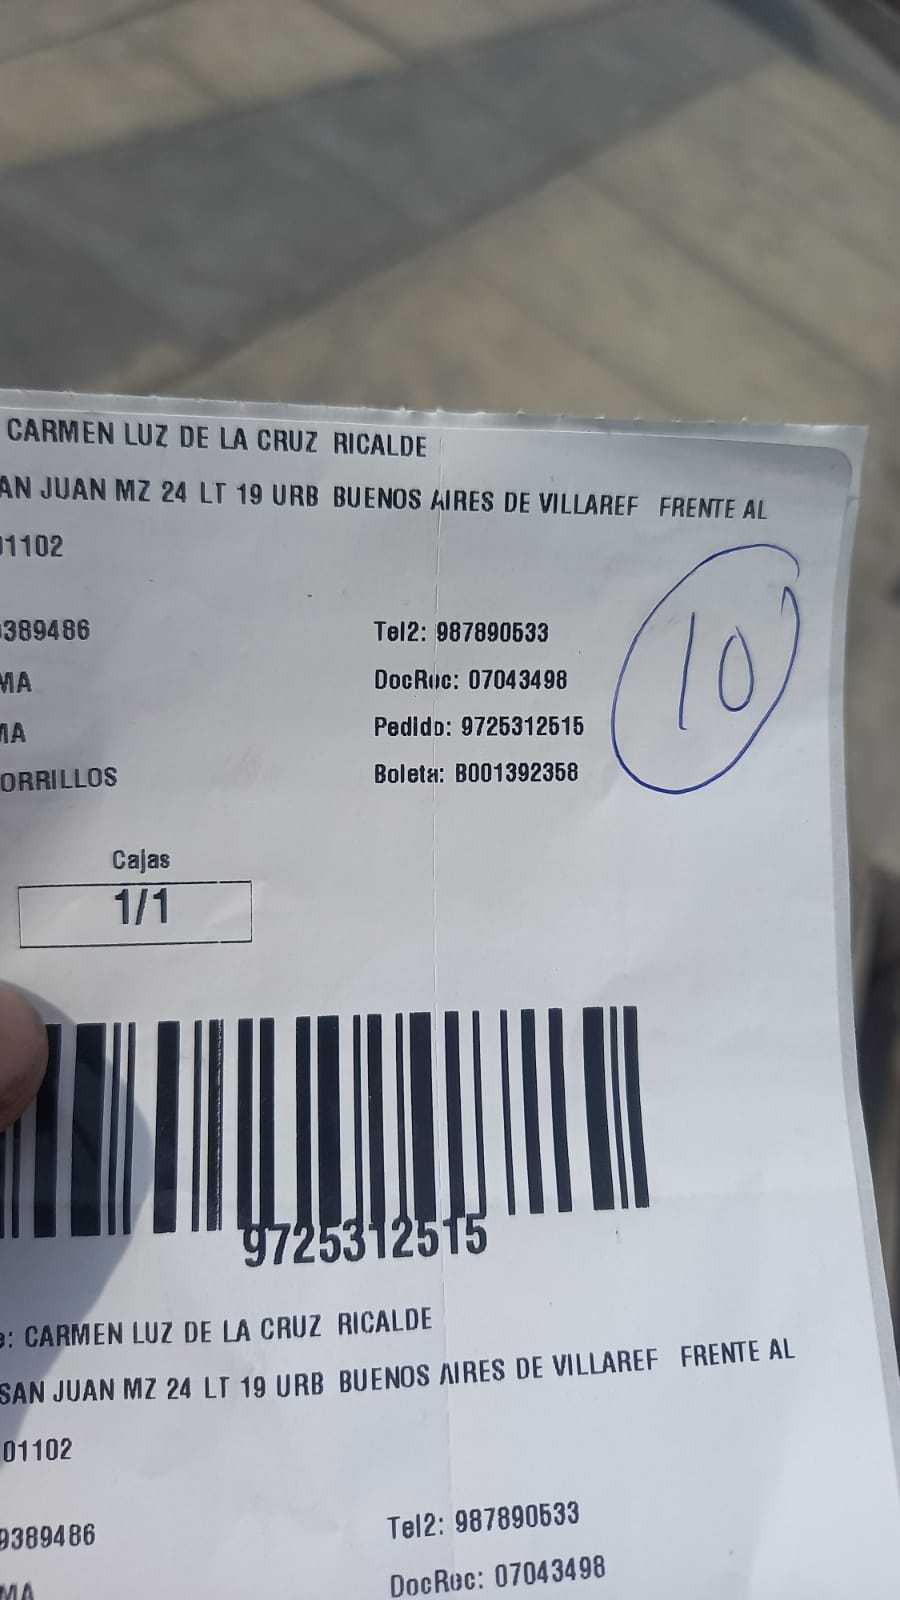 CARMEN LUZ DE LA CRUZ RICALDE
AN JUAN MZ 24 LT 19 URB BUENOS AIRES DE VILLAREF FRENTE AL
01102
389486 Tel2: 987890533
MA DocRec: 07043498
MA Pedido: 9725312515
ORRILLOS Boleta: B001392358
10
Cajas
1/1
9725312515
e: CARMEN LUZ DE LA CRUZ RICALDE
SAN JUAN MZ 24 LT 19 URB BUENOS AIRES DE VILLAREF FRENTE AL
01102
9389486 Tel2: 987890533
MA DocRec: 07043498